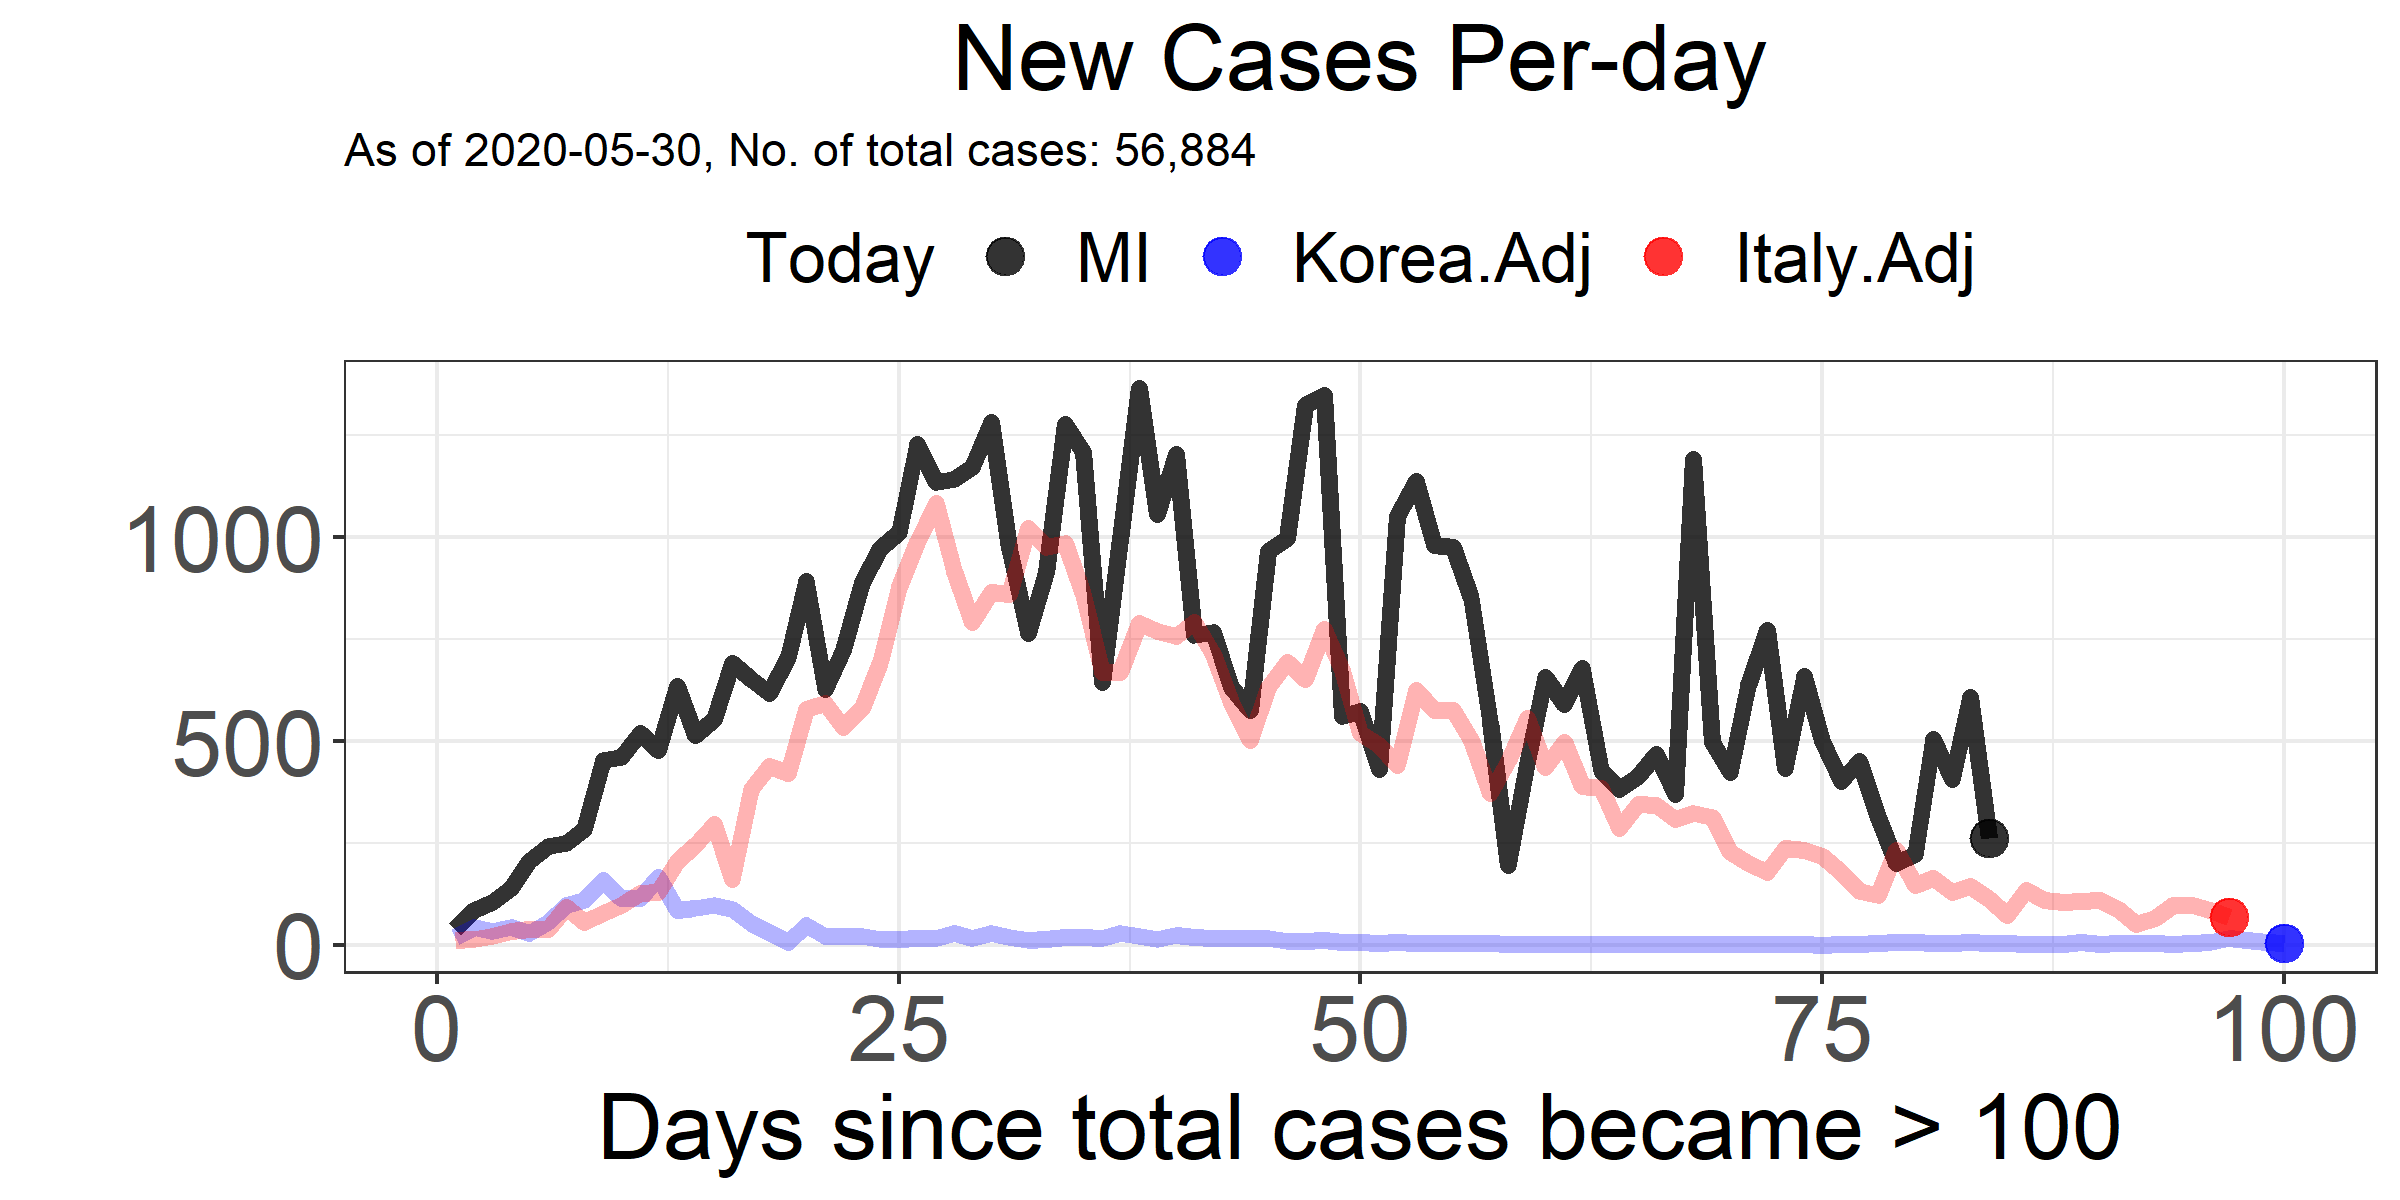 New Cases Per-day
As of 2020-05-30, No. of total cases: 56,884
Today MI Korea.Adj Italy.Adj
1000
500
0
0 25 50 75 100
Days since total cases became > 100